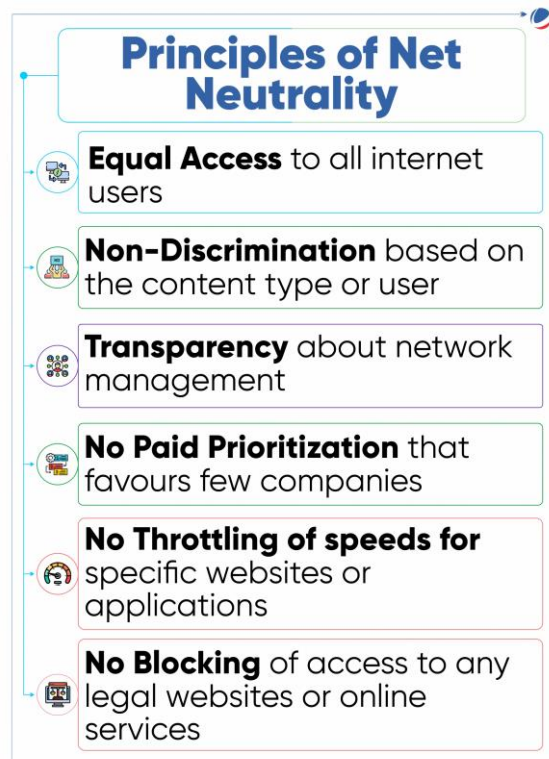 Principles of Net
Neutrality
Equal Access to all internet
users
Non-Discrimination based on
the content type or user
Transparency about network
management
No Paid Prioritization that
favours few companies
No Throttling of speeds for
specific websites or
applications
No Blocking of access to any
legal websites or online
services